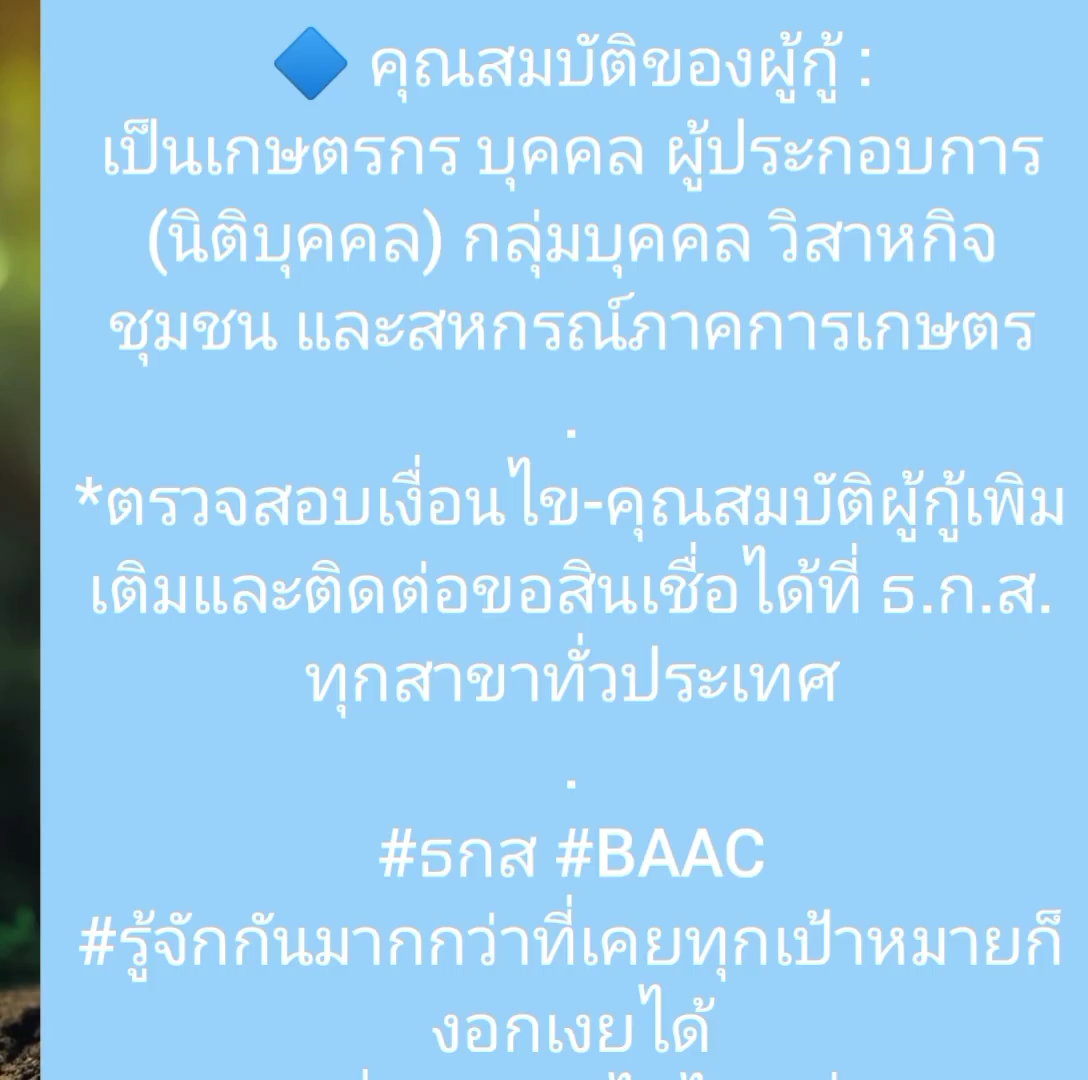 🔷 คุณสมบัติของผู้กู้ :
เป็นเกษตรกร บุคคล ผู้ประกอบการ
(นิติบุคคล) กลุ่มบุคคล วิสาหกิจ
ชุมชน และสหกรณ์ภาคการเกษตร
.
*ตรวจสอบเงื่อนไข-คุณสมบัติผู้กู้เพิ่ม
เติมและติดต่อขอสินเชื่อได้ที่ ธ.ก.ส.
ทุกสาขาทั่วประเทศ
.
#ธกส #BAAC
#รู้จักกันมากกว่าที่เคยทุกเป้าหมายก็
งอกเงยได้